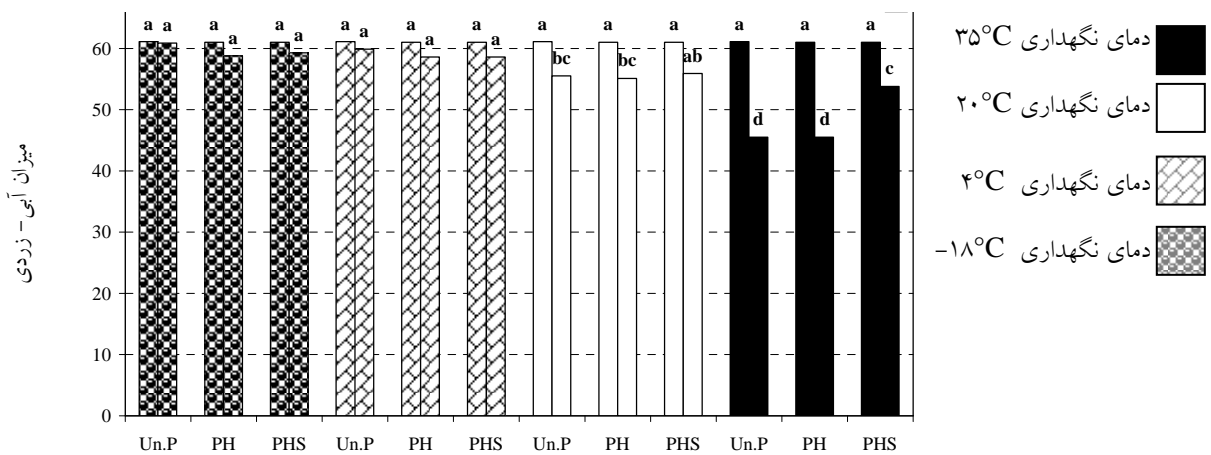 a a a a a a a a a a a a a a a a a a
bc bc ab
d d c
60
50
40
30
20
10
0
Un.P PH PHS Un.P PH PHS Un.P PH PHS Un.P PH PHS
میزان آبی - زردی
دمای نگهداری ۳۵°C
دمای نگهداری ۲۰°C
دمای نگهداری ۴°C
دمای نگهداری ۱۸°C-